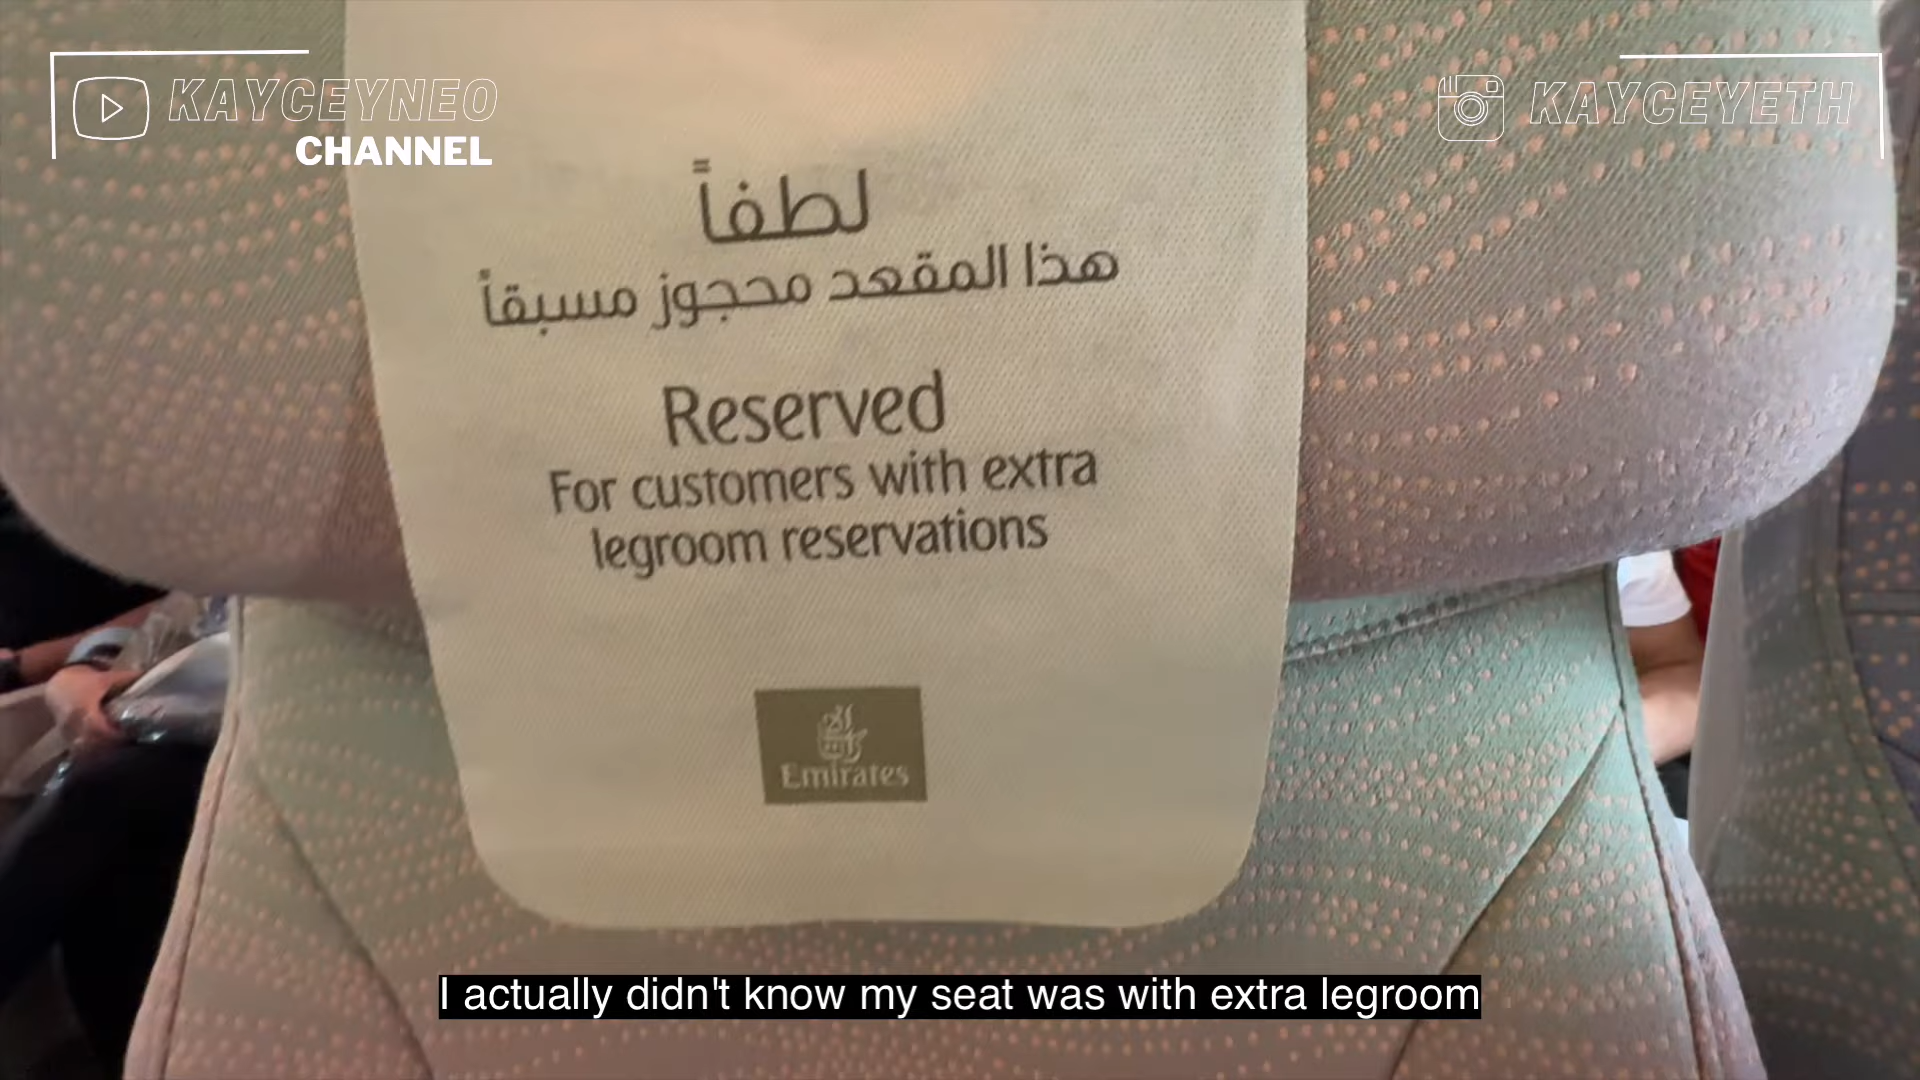 KAYCEYNEO
CHANNEL
KAYCEYETH
لطفاً
هذا المقعد محجوز مسبقاً
Reserved
For customers with extra
legroom reservations
Emirates
I actually didn't know my seat was with extra legroom